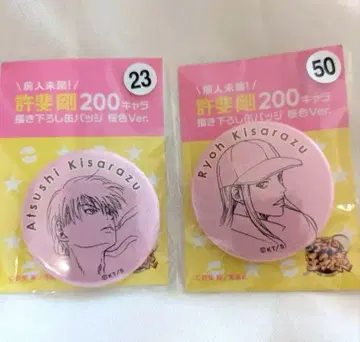 23
前人未踏!
許斐剛200キャラ
描き下ろし缶バッジ 桜色Ver.
Atsushi Kisarazu
©KT/S
50
前人未踏!
許斐剛200キャラ
描き下ろし缶バッジ 桜色Ver.
Ryoh Kisarazu
©KT/S